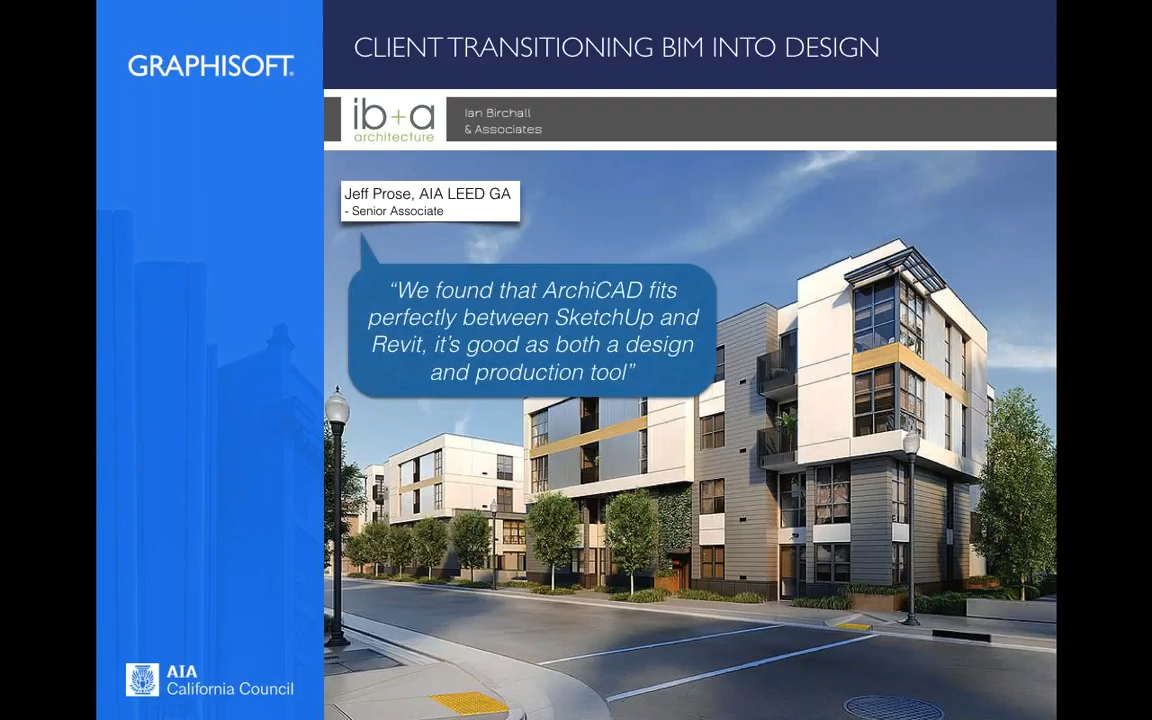 GRAPHISOFT.
CLIENT TRANSITIONING BIM INTO DESIGN
ib+a
architecture
Ian Birchall
& Associates
Jeff Prose, AIA LEED GA
- Senior Associate
“We found that ArchiCAD fits
perfectly between SketchUp and
Revit, it’s good as both a design
and production tool”
AIA
California Council